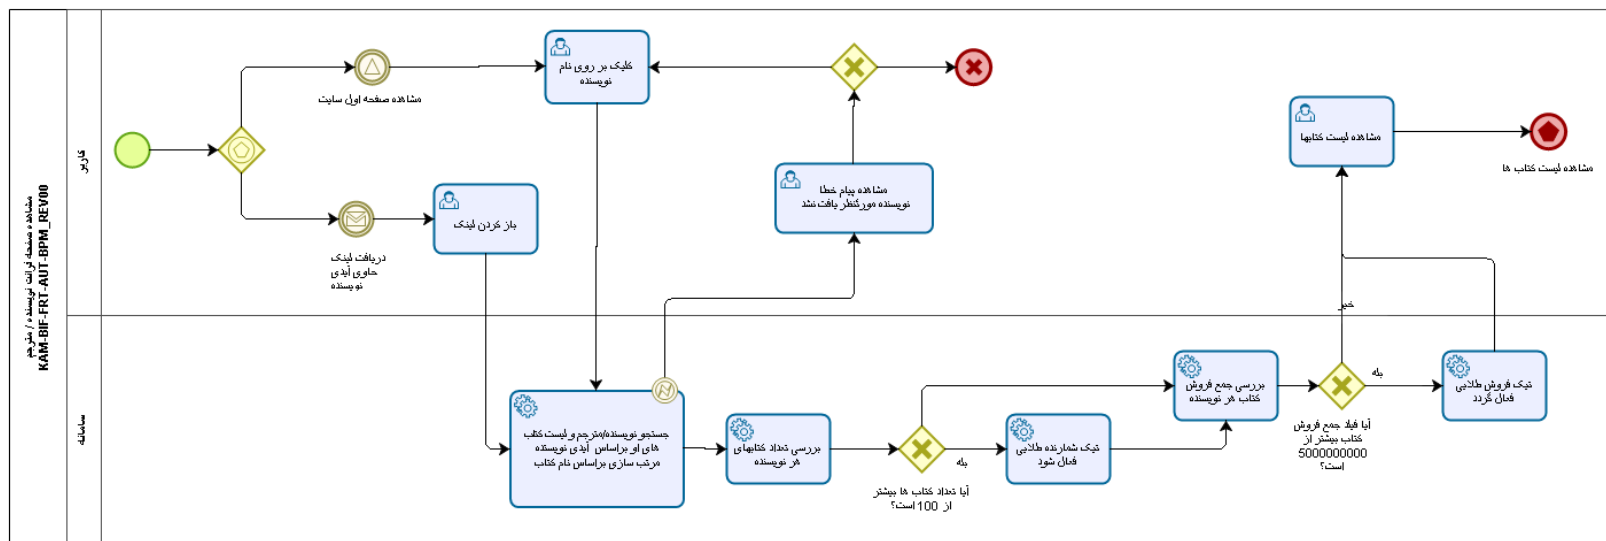 مشاهده صفحه فرانت نویسنده / مترجم
KAM-BIF-FRT-AUT-BPM_REV00
کاربر
مشاهده صفحه اول سایت
کلیک بر روی نام
نویسنده
دریافت لینک
حاوی آیدی
نویسنده
باز کردن لینک
مشاهده پیام خطا
نویسنده موردنظر یافت نشد
مشاهده لیست کتابها
مشاهده لیست کتاب ها
سامانه
جستجو نویسنده/مترجم و لیست کتاب
های او براساس آیدی نویسنده
مرتب سازی براساس نام کتاب
بررسی تعداد کتابهای
هر نویسنده
آیا تعداد کتاب ها بیشتر
از 100 است؟
بله
تیک شمارنده طلایی
فعال شود
بررسی جمع فروش
کتاب هر نویسنده
آیا فیلد جمع فروش
کتاب بیشتر از
5000000000
است؟
خیر
بله
تیک فروش طلایی
فعال گردد